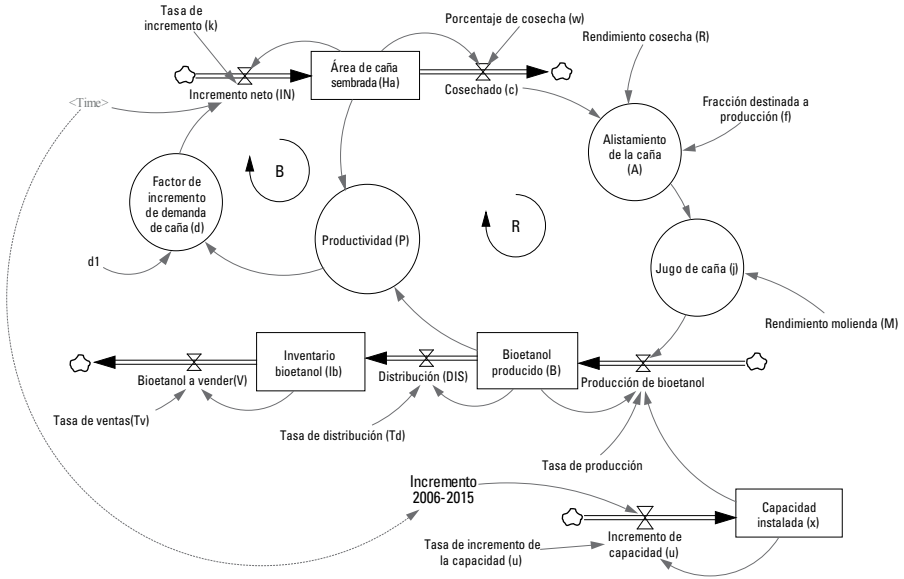 Tasa de
incremento (k)
Porcentaje de cosecha (w)
Rendimiento cosecha (R)
Área de caña
sembrada (Ha)
Incremento neto (IN)
Cosechado (c)
<Time>
Fracción destinada a
producción (f)
Alistamiento
de la caña
(A)
Factor de
incremento
de demanda
de caña (d)
B
R
Productividad (P)
d1
Jugo de caña (j)
Rendimiento molienda (M)
Inventario
bioetanol (Ib)
Bioetanol
producido (B)
Bioetanol a vender(V)
Distribución (DIS)
Producción de bioetanol
Tasa de ventas(Tv)
Tasa de distribución (Td)
Tasa de producción
Incremento
2006-2015
Capacidad
instalada (x)
Tasa de incremento de
la capacidad (u)
Incremento de
capacidad (u)